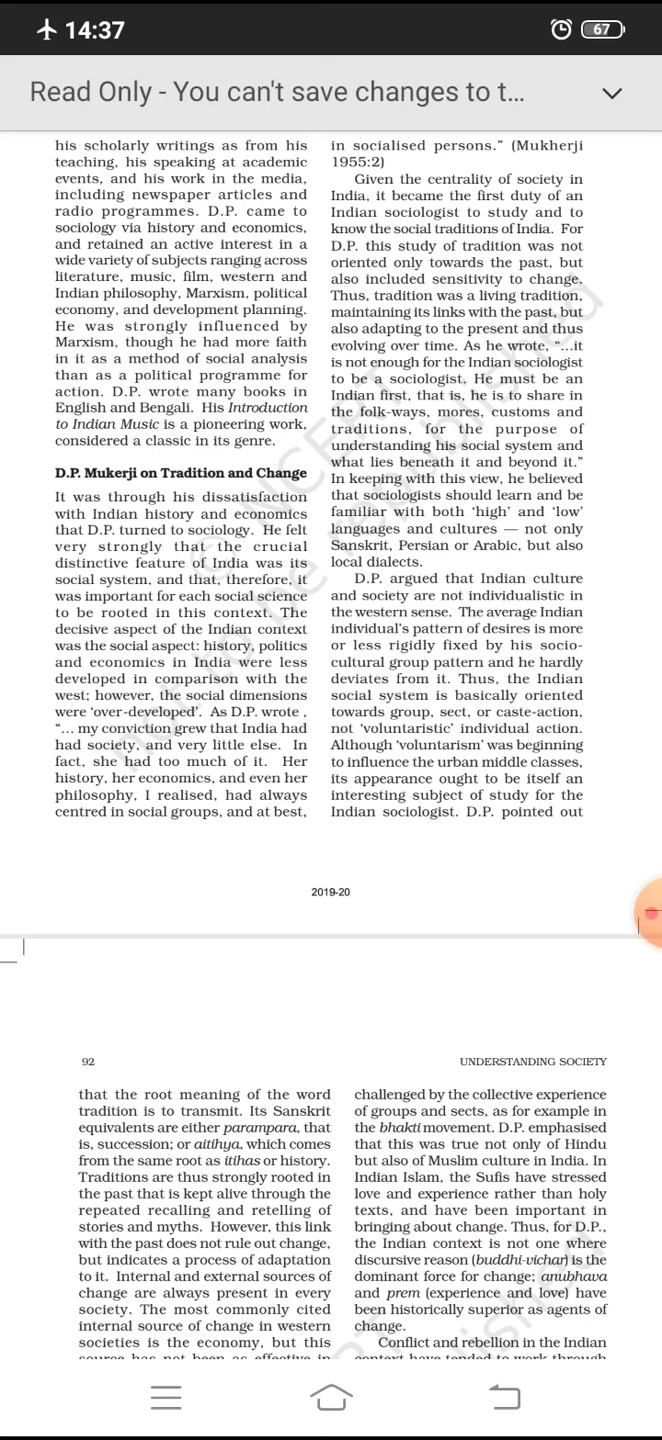 14:37
67
Read Only - You can't save changes to t...
his scholarly writings as from his
teaching, his speaking at academic
events, and his work in the media,
including newspaper articles and
radio programmes. D.P. came to
sociology via history and economics,
and retained an active interest in a
wide variety of subjects ranging across
literature, music, film, western and
Indian philosophy, Marxism, political
economy, and development planning.
He was strongly influenced by
Marxism, though he had more faith
in it as a method of social analysis
than as a political programme for
action. D.P. wrote many books in
English and Bengali. His Introduction
to Indian Music is a pioneering work,
considered a classic in its genre.
D.P. Mukerji on Tradition and Change
It was through his dissatisfaction
with Indian history and economics
that D.P. turned to sociology. He felt
very strongly that the crucial
distinctive feature of India was its
social system, and that, therefore, it
was important for each social science
to be rooted in this context. The
decisive aspect of the Indian context
was the social aspect: history, politics
and economics in India were less
developed in comparison with the
west; however, the social dimensions
were ‘over-developed’. As D.P. wrote ,
“... my conviction grew that India had
had society, and very little else. In
fact, she had too much of it. Her
history, her economics, and even her
philosophy, I realised, had always
centred in social groups, and at best,
in socialised persons.” (Mukherji
1955:2)
Given the centrality of society in
India, it became the first duty of an
Indian sociologist to study and to
know the social traditions of India. For
D.P. this study of tradition was not
oriented only towards the past, but
also included sensitivity to change.
Thus, tradition was a living tradition,
maintaining its links with the past, but
also adapting to the present and thus
evolving over time. As he wrote, “...it
is not enough for the Indian sociologist
to be a sociologist. He must be an
Indian first, that is, he is to share in
the folk-ways, mores, customs and
traditions, for the purpose of
understanding his social system and
what lies beneath it and beyond it.”
In keeping with this view, he believed
that sociologists should learn and be
familiar with both ‘high’ and ‘low’
languages and cultures — not only
Sanskrit, Persian or Arabic, but also
local dialects.
D.P. argued that Indian culture
and society are not individualistic in
the western sense. The average Indian
individual’s pattern of desires is more
or less rigidly fixed by his socio-
cultural group pattern and he hardly
deviates from it. Thus, the Indian
social system is basically oriented
towards group, sect, or caste-action,
not ‘voluntaristic’ individual action.
Although ‘voluntarism’ was beginning
to influence the urban middle classes,
its appearance ought to be itself an
interesting subject of study for the
Indian sociologist. D.P. pointed out
© NCERT
not to be republished
2019-20
92
UNDERSTANDING SOCIETY
that the root meaning of the word
tradition is to transmit. Its Sanskrit
equivalents are either parampara, that
is, succession; or aitihya, which comes
from the same root as itihas or history.
Traditions are thus strongly rooted in
the past that is kept alive through the
repeated recalling and retelling of
stories and myths. However, this link
with the past does not rule out change,
but indicates a process of adaptation
to it. Internal and external sources of
change are always present in every
society. The most commonly cited
internal source of change in western
societies is the economy, but this
source has not been as effective in
challenged by the collective experience
of groups and sects, as for example in
the bhakti movement. D.P. emphasised
that this was true not only of Hindu
but also of Muslim culture in India. In
Indian Islam, the Sufis have stressed
love and experience rather than holy
texts, and have been important in
bringing about change. Thus, for D.P.,
the Indian context is not one where
discursive reason (buddhi-vichar) is the
dominant force for change; anubhava
and prem (experience and love) have
been historically superior as agents of
change.
Conflict and rebellion in the Indian
context have tended to work through